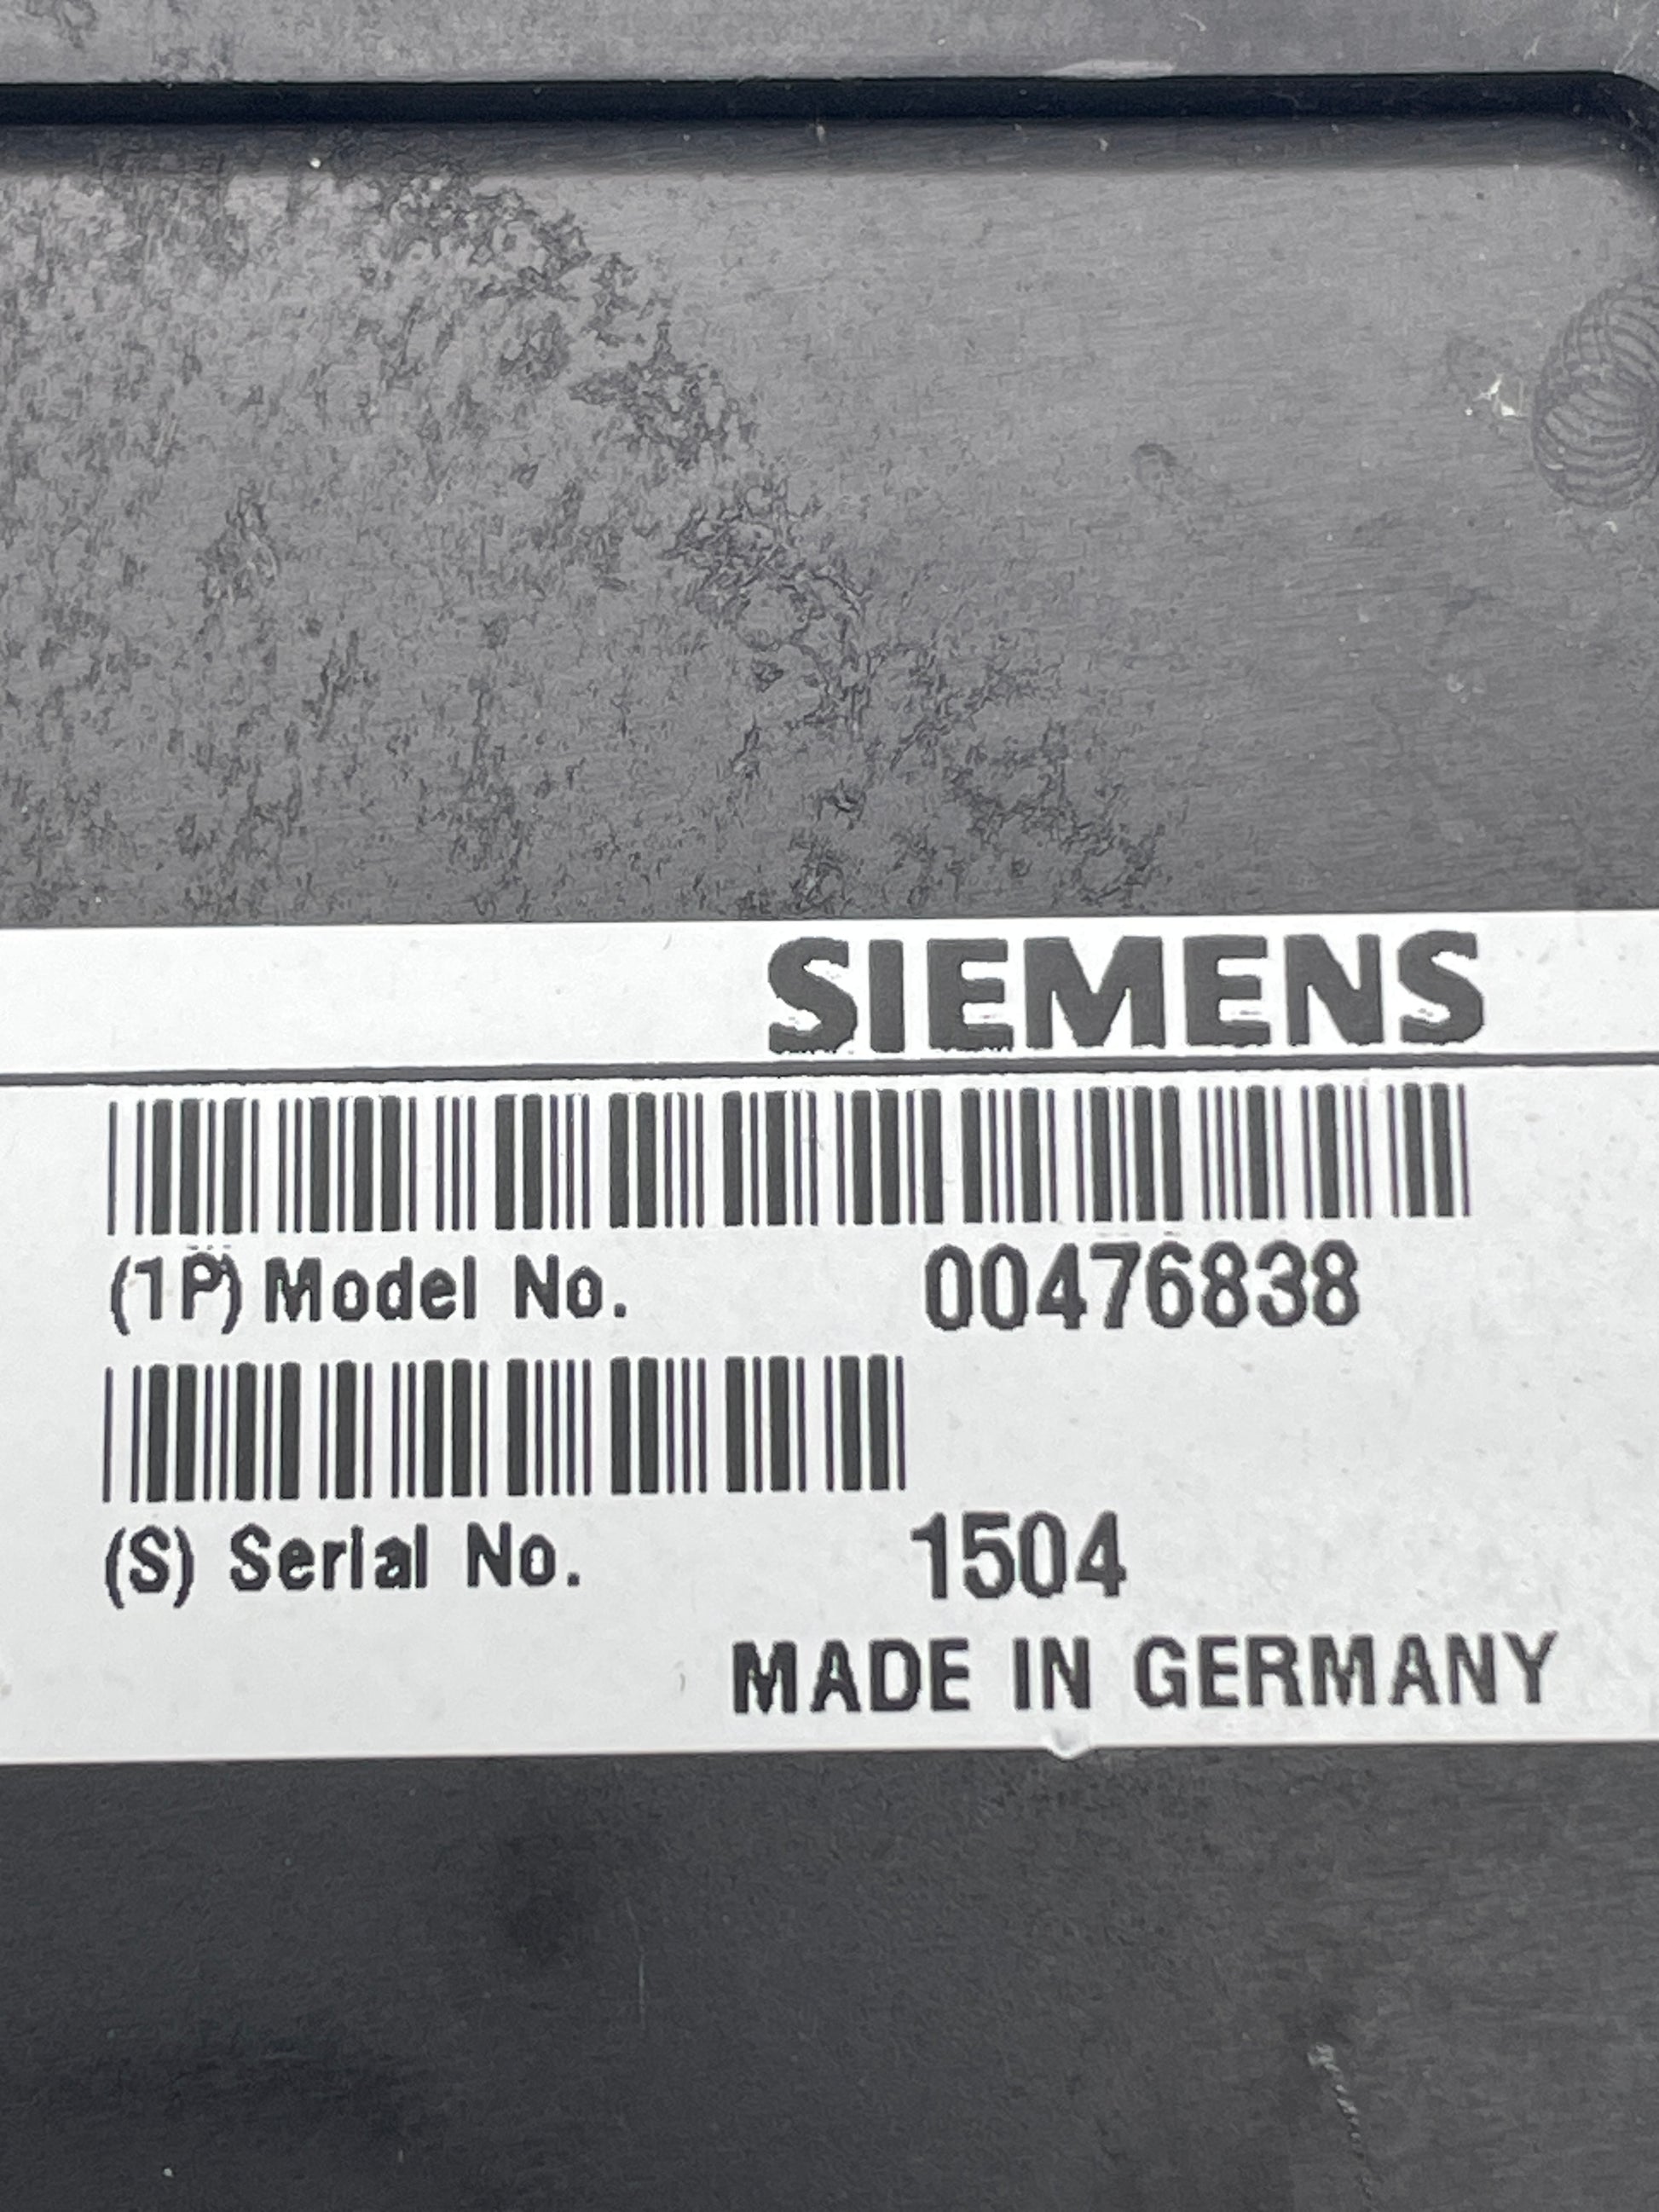 SIEMENS
(1P) Model No. 00476838
(S) Serial No. 1504
MADE IN GERMANY